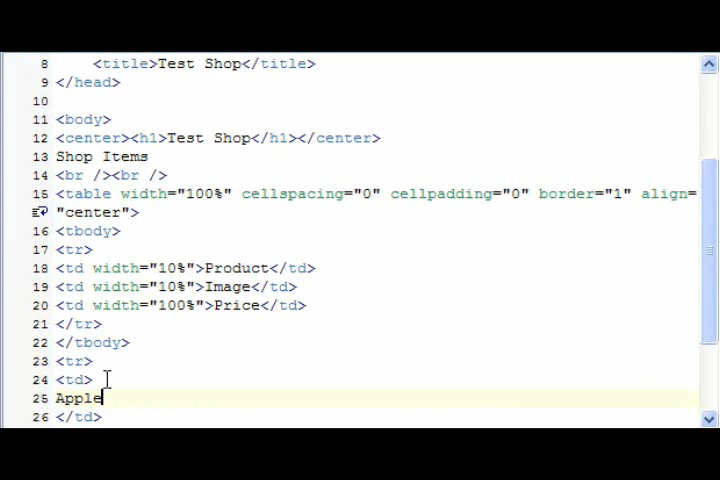 8 <title>Test Shop</title>
9 </head>
10
11 <body>
12 <center><h1>Test Shop</h1></center>
13 Shop Items
14 <br /><br />
15 <table width="100%" cellspacing="0" cellpadding="0" border="1" align=
"center">
16 <tbody>
17 <tr>
18 <td width="10%">Product</td>
19 <td width="10%">Image</td>
20 <td width="100%">Price</td>
21 </tr>
22 </tbody>
23 <tr>
24 <td>
25 Apple
26 </td>